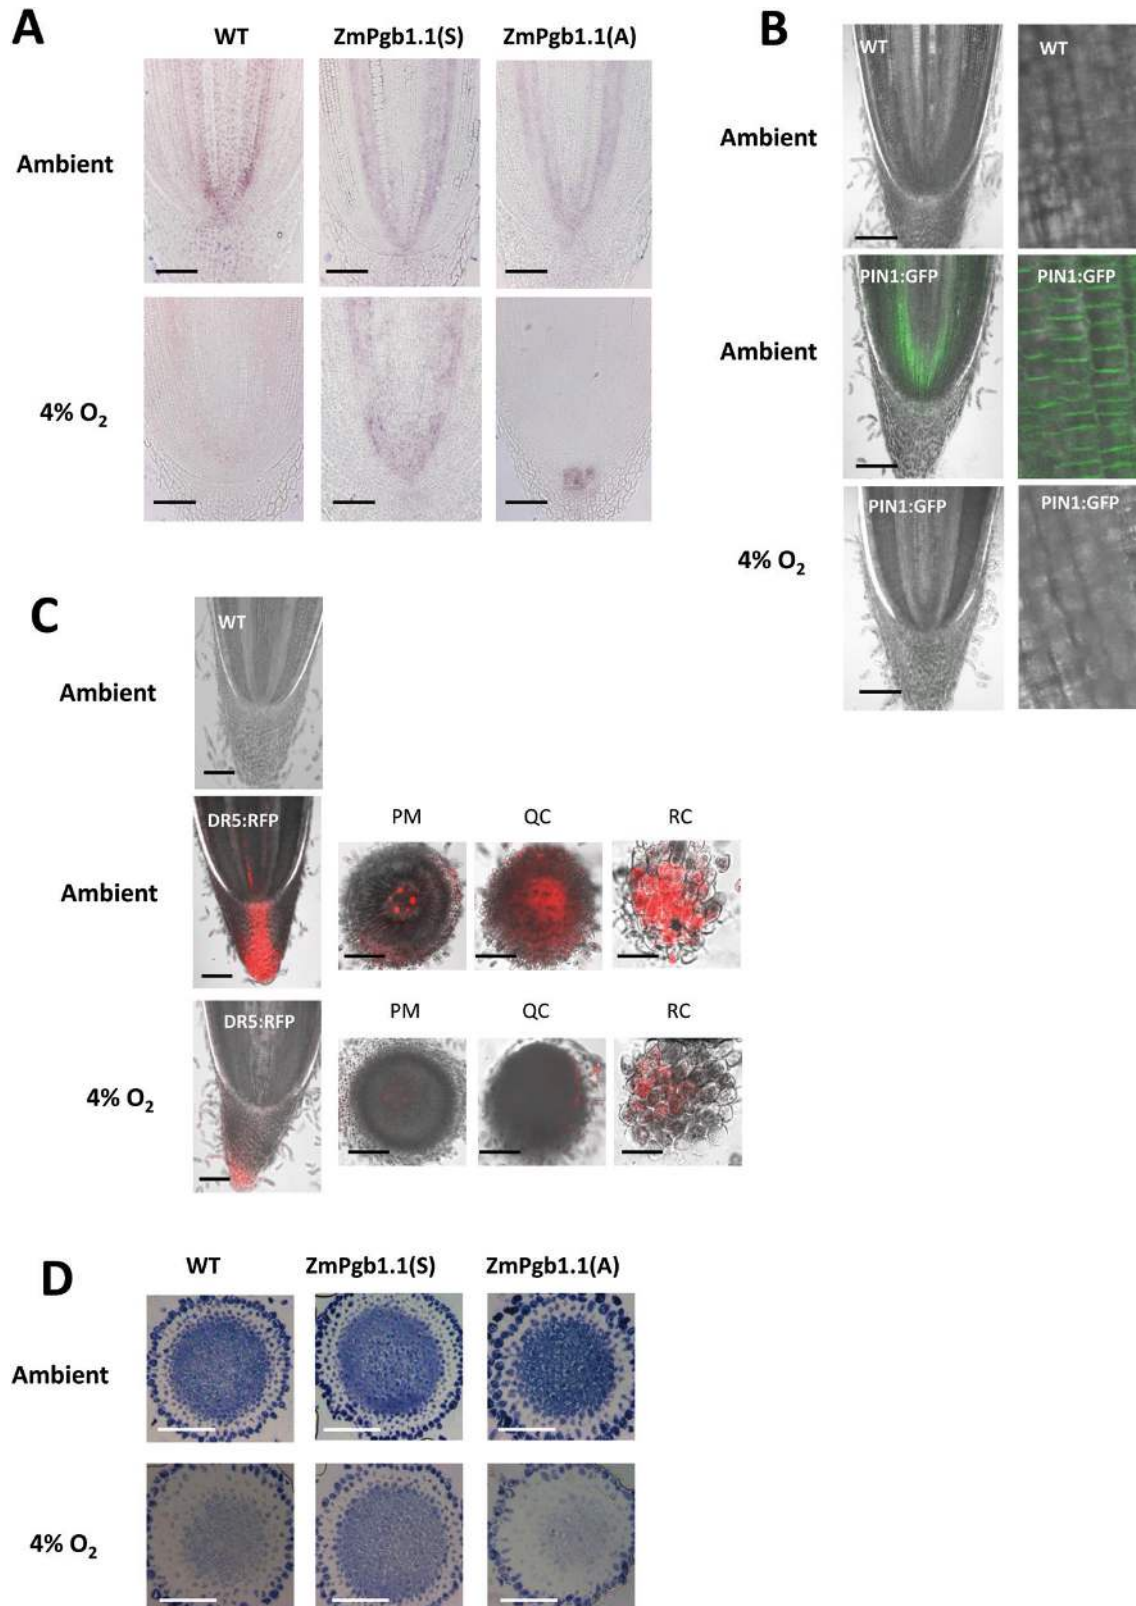 A
WT ZmPgb1.1(S) ZmPgb1.1(A)
Ambient
4% O₂
B
WT WT
Ambient
PIN1:GFP PIN1:GFP
Ambient
PIN1:GFP PIN1:GFP
4% O₂
C
WT
Ambient
DR5:RFP PM QC RC
Ambient
DR5:RFP PM QC RC
4% O₂
D
WT ZmPgb1.1(S) ZmPgb1.1(A)
Ambient
4% O₂